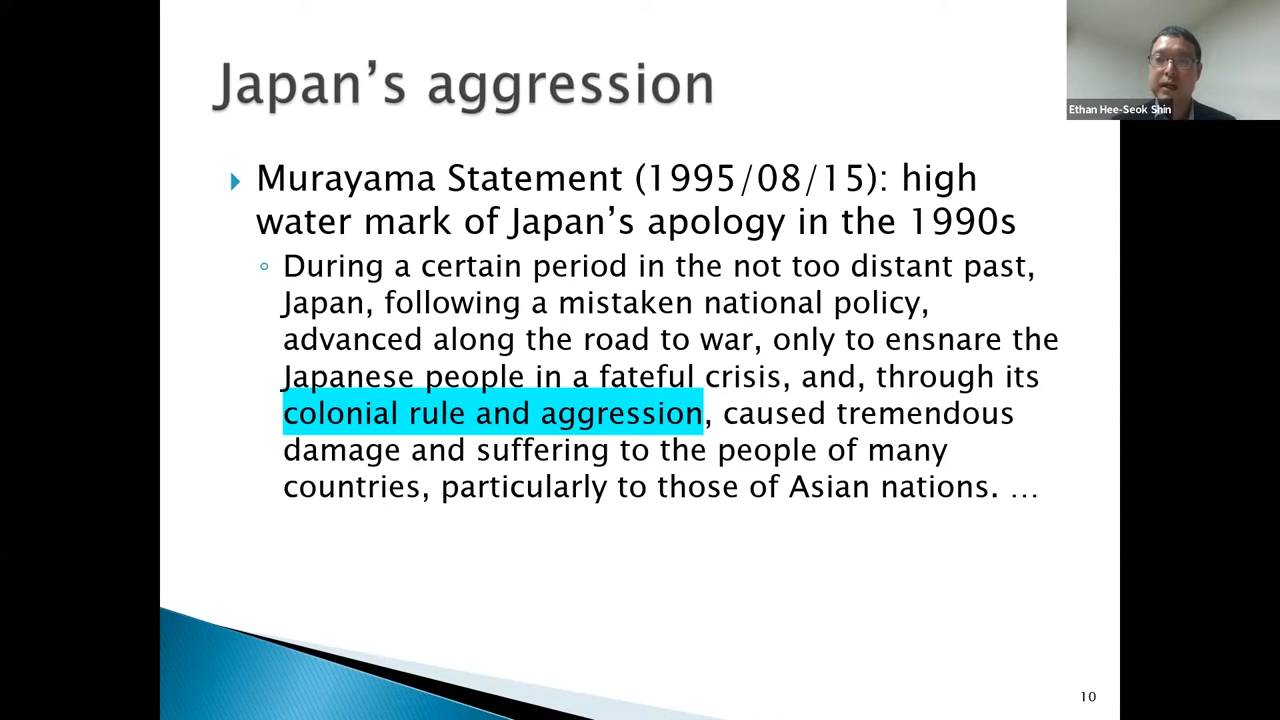 Japan’s aggression
Ethan Hee-Seok Shin
Murayama Statement (1995/08/15): high
water mark of Japan’s apology in the 1990s
During a certain period in the not too distant past,
Japan, following a mistaken national policy,
advanced along the road to war, only to ensnare the
Japanese people in a fateful crisis, and, through its
colonial rule and aggression, caused tremendous
damage and suffering to the people of many
countries, particularly to those of Asian nations. …
10